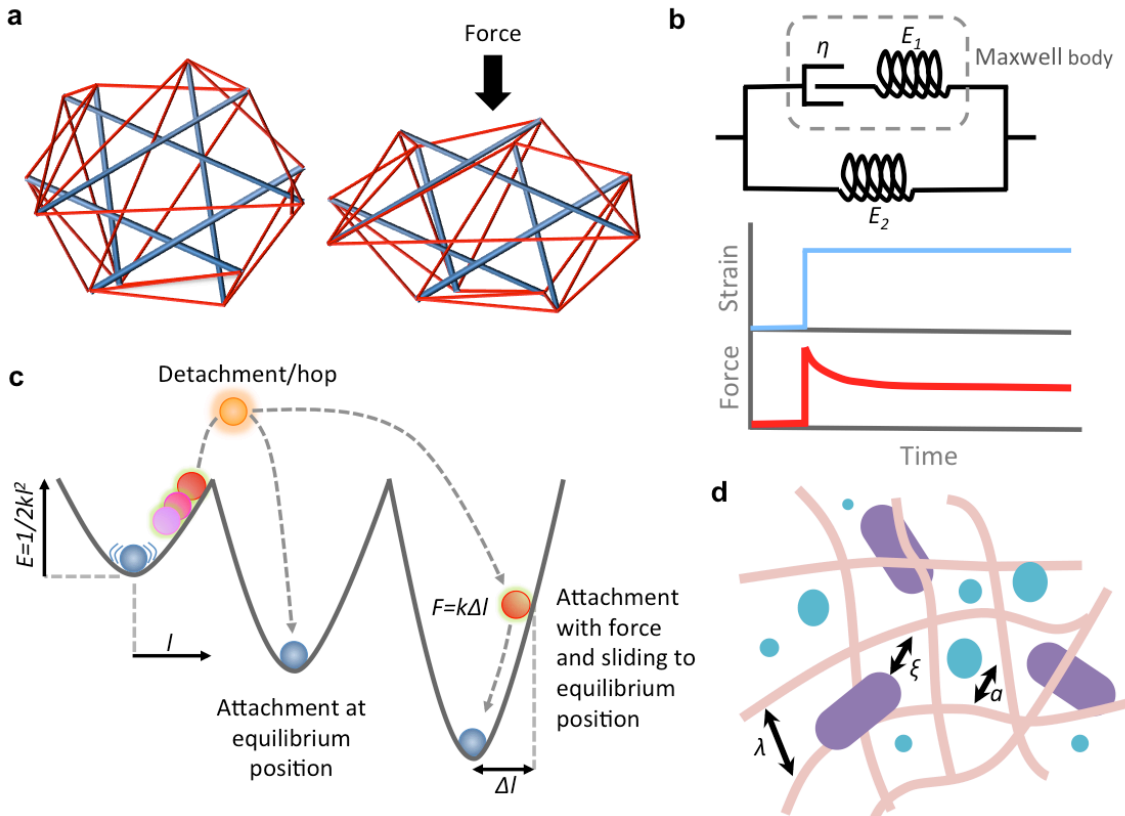 a
Force
b
η
E₁
Maxwell body
E₂
Strain
Force
Time
c
Detachment/hop
E=1/2kl²
l
F=kΔl
Attachment
with force
and sliding to
equilibrium
position
Attachment at
equilibrium
position
Δl
d
ξ
a
λ